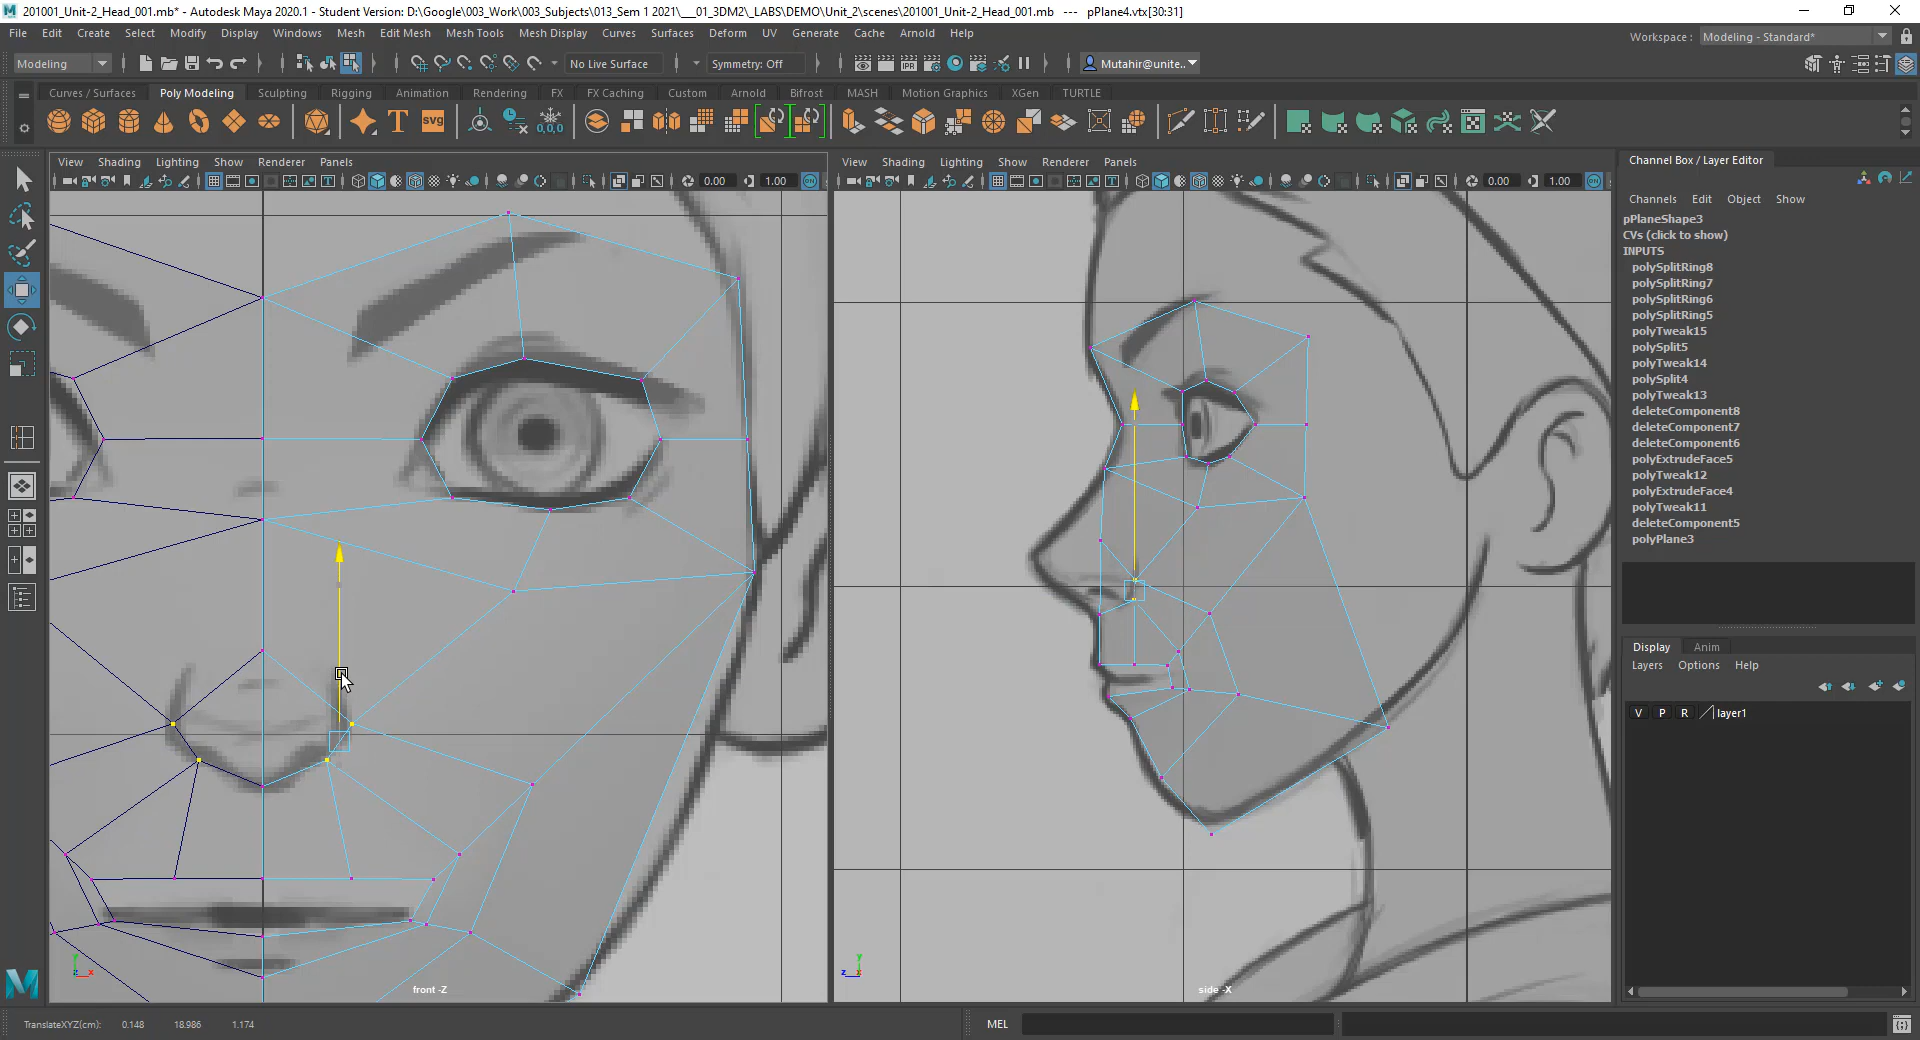 201001_Unit-2_Head_001.mb* - Autodesk Maya 2020.1 - Student Version: D:\Google\003_Work\003_Subjects\013_Sem 1 2021\___01_3DM2\_LABS\DEMO\Unit_2\scenes\201001_Unit-2_Head_001.mb --- pPlane4.vtx[30:31]
File Edit Create Select Modify Display Windows Mesh Edit Mesh Mesh Tools Mesh Display Curves Surfaces Deform UV Generate Cache Arnold Help
Workspace : Modeling - Standard*
Modeling No Live Surface Symmetry: Off IPR Mutahir@unite..
Curves / Surfaces Poly Modeling Sculpting Rigging Animation Rendering FX FX Caching Custom Arnold Bifrost MASH Motion Graphics XGen TURTLE
T svg 0,0,0
View Shading Lighting Show Renderer Panels
0.00 1.00
View Shading Lighting Show Renderer Panels
0.00 1.00
front -Z
side -X
Channel Box / Layer Editor
Channels Edit Object Show
pPlaneShape3
CVs (click to show)
INPUTS
polySplitRing8
polySplitRing7
polySplitRing6
polySplitRing5
polyTweak15
polySplit5
polyTweak14
polySplit4
polyTweak13
deleteComponent8
deleteComponent7
deleteComponent6
polyExtrudeFace5
polyTweak12
polyExtrudeFace4
polyTweak11
deleteComponent5
polyPlane3
Display Anim
Layers Options Help
V P R layer1
TranslateXYZ(cm): 0.148 18.986 1.174
MEL